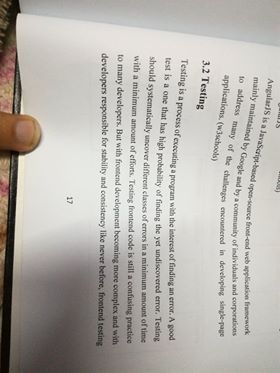 AngularJS is a JavaScript-based open-source front-end web application framework
mainly maintained by Google and by a community of individuals and corporations
to address many of the challenges encountered in developing single-page
applications. (w3schools)
3.2 Testing
Testing is a process of executing a program with the interest of finding an error. A good
test is a one that has high probability of finding the yet undiscovered error. Testing
should systematically uncover different classes of errors in a minimum amount of time
with a minimum amount of efforts. Testing frontend code is still a confusing practice
to many developers. But with frontend development becoming more complex and with
developers responsible for stability and consistency like never before, frontend testing
17